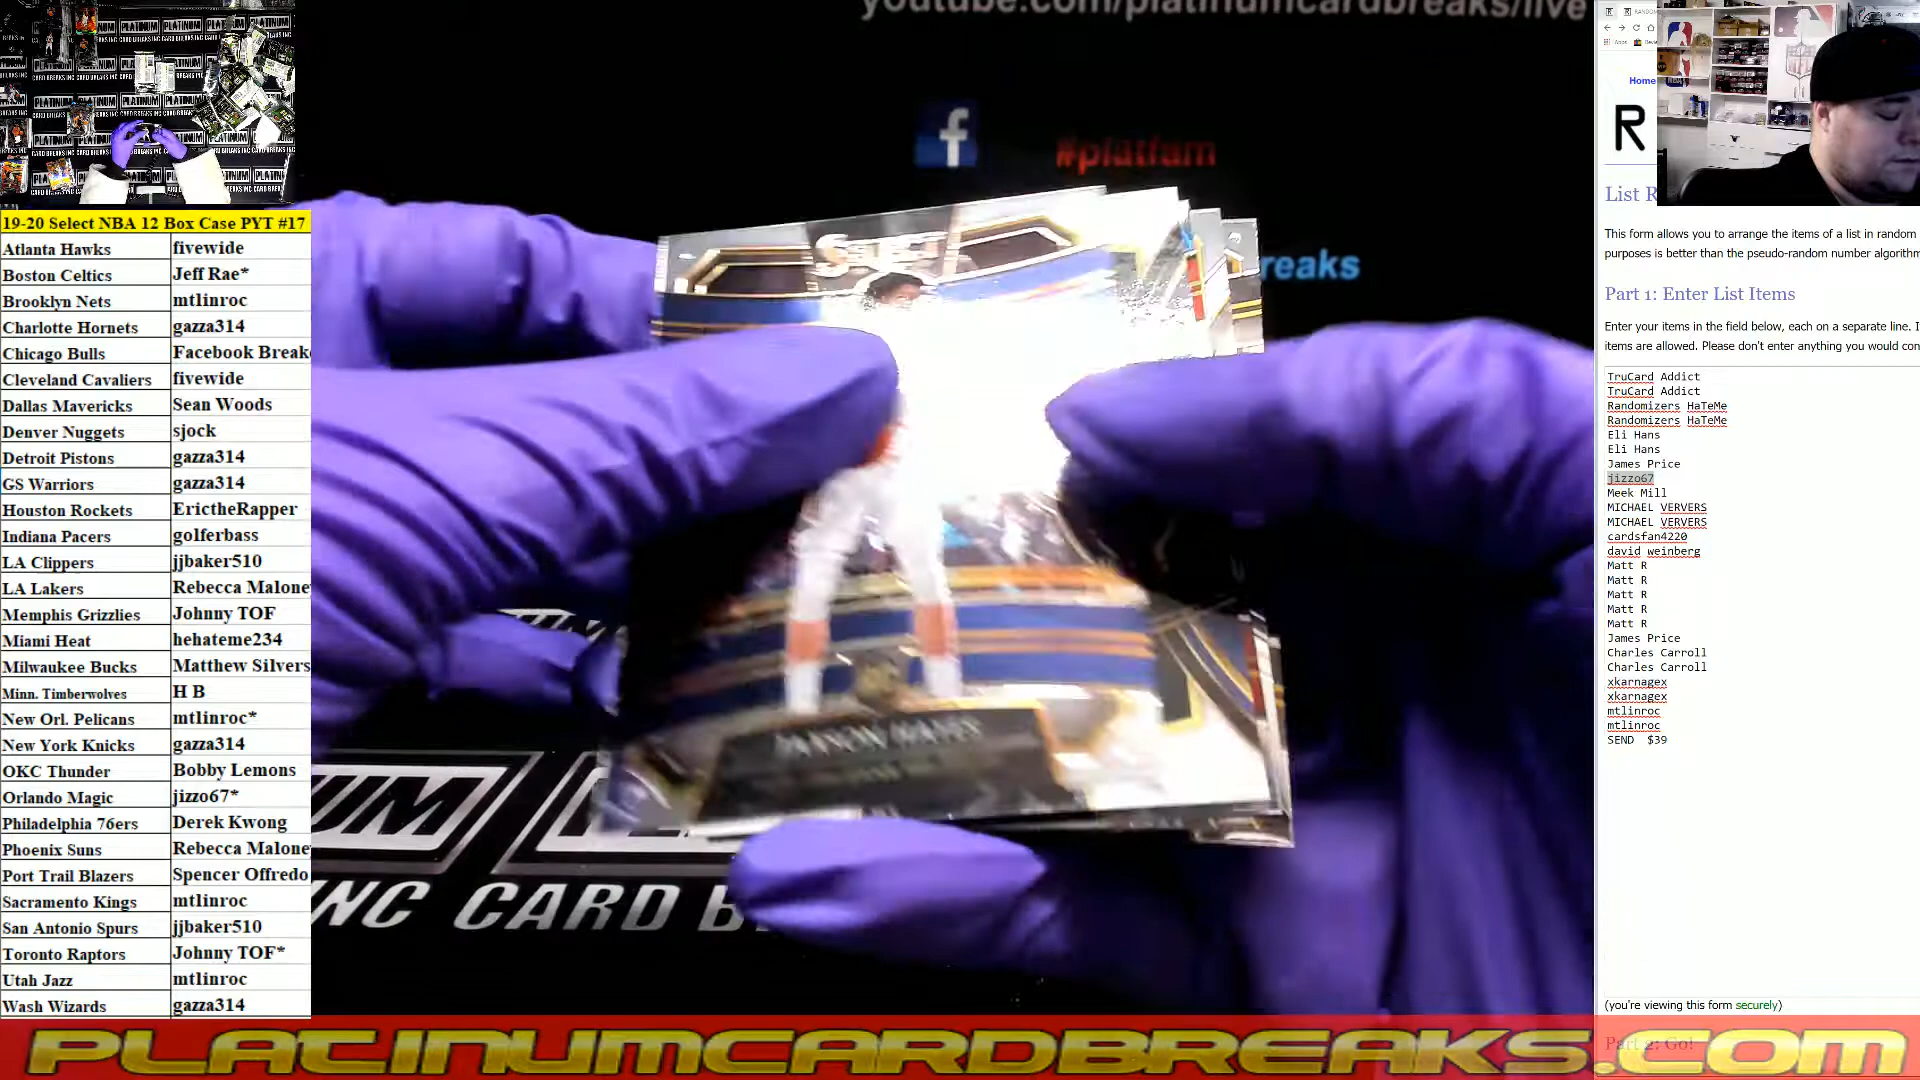 youtube.com/platinumcardbreaks/live
#platfum
reaks
19-20 Select NBA 12 Box Case PYT #17
Atlanta Hawks fivewide
Boston Celtics Jeff Rae*
Brooklyn Nets mtlinroc
Charlotte Hornets gazza314
Chicago Bulls Facebook Break
Cleveland Cavaliers fivewide
Dallas Mavericks Sean Woods
Denver Nuggets sjock
Detroit Pistons gazza314
GS Warriors gazza314
Houston Rockets ErictheRapper
Indiana Pacers golferbass
LA Clippers jjbaker510
LA Lakers Rebecca Malone
Memphis Grizzlies Johnny TOF
Miami Heat hehateme234
Milwaukee Bucks Matthew Silvers
Minn. Timberwolves H B
New Orl. Pelicans mtlinroc*
New York Knicks gazza314
OKC Thunder Bobby Lemons
Orlando Magic jizzo67*
Philadelphia 76ers Derek Kwong
Phoenix Suns Rebecca Malone
Port Trail Blazers Spencer Offredo
Sacramento Kings mtlinroc
San Antonio Spurs jjbaker510
Toronto Raptors Johnny TOF*
Utah Jazz mtlinroc
Wash Wizards gazza314
Select
JAXSON HAYES
INC CARD B
Home
R
List R
This form allows you to arrange the items of a list in random
purposes is better than the pseudo-random number algorithm
Part 1: Enter List Items
Enter your items in the field below, each on a separate line. I
items are allowed. Please don't enter anything you would con
TruCard Addict
TruCard Addict
Randomizers HaTeMe
Randomizers HaTeMe
Eli Hans
Eli Hans
James Price
jizzo67
Meek Mill
MICHAEL VERVERS
MICHAEL VERVERS
cardsfan4220
david weinberg
Matt R
Matt R
Matt R
Matt R
Matt R
James Price
Charles Carroll
Charles Carroll
xkarnagex
xkarnagex
mtlinroc
mtlinroc
SEND $39
(you're viewing this form securely)
Part 2: Go!
PLATINUMCARDBREAKS.COM